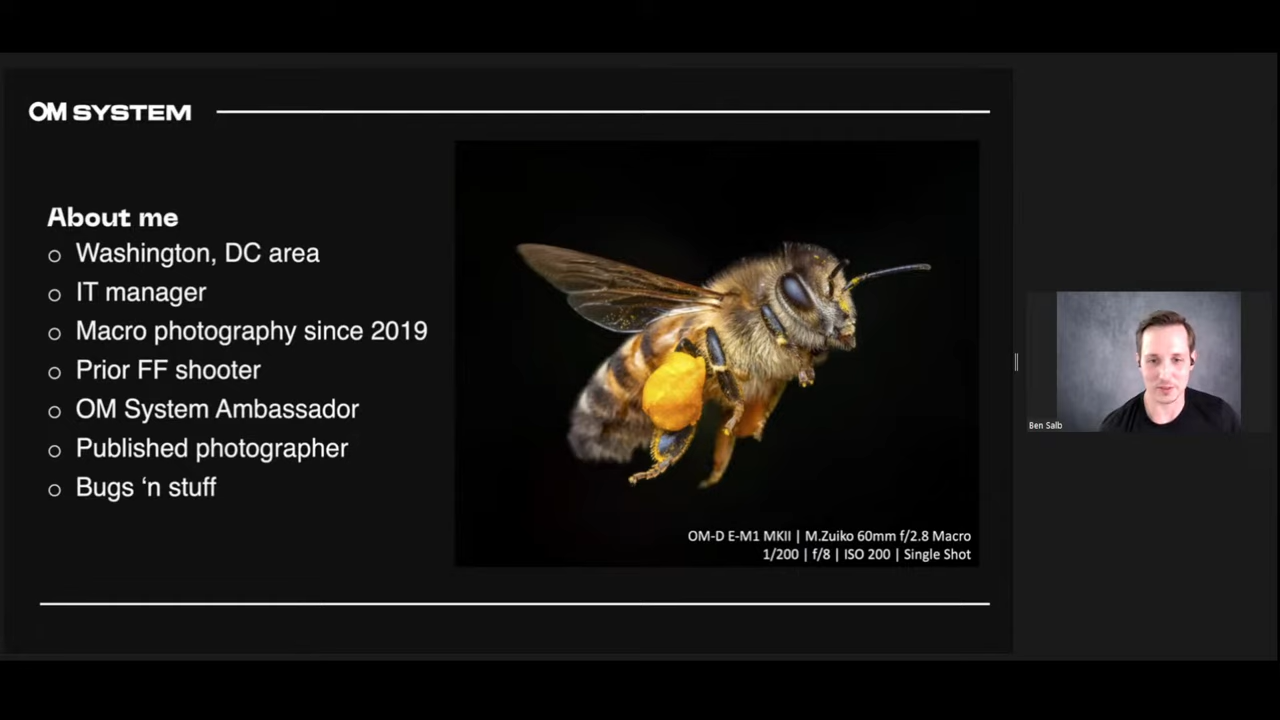 OM SYSTEM
About me
Washington, DC area
IT manager
Macro photography since 2019
Prior FF shooter
OM System Ambassador
Published photographer
Bugs ‘n stuff
OM-D E-M1 MKII | M.Zuiko 60mm f/2.8 Macro
1/200 | f/8 | ISO 200 | Single Shot
Ben Salb